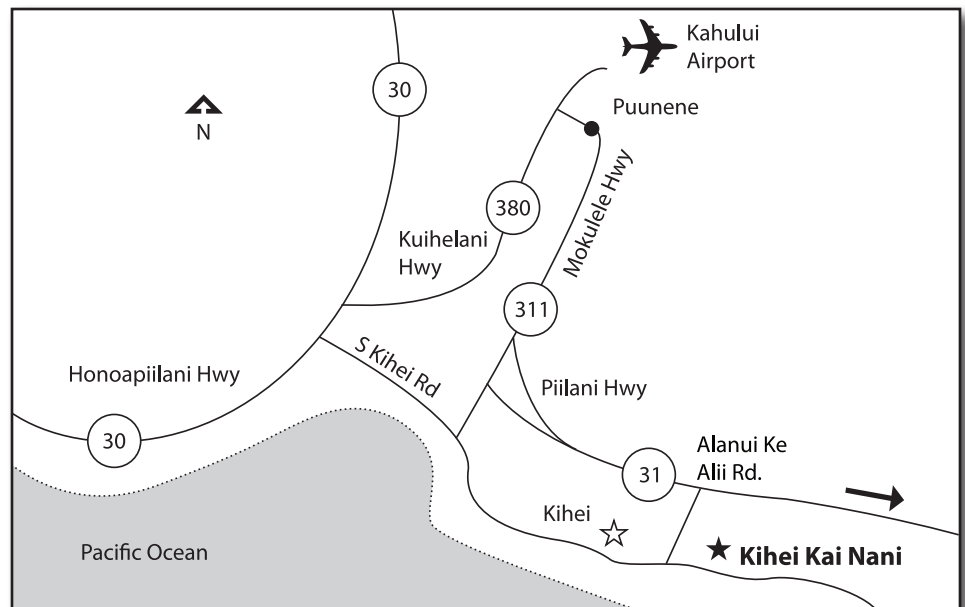 Kahului
Airport
30
N
Puunene
380
Kuihelani
Hwy
Mokulele Hwy
311
S Kihei Rd
Honoapiilani Hwy
Piilani Hwy
30
Alanui Ke
Alii Rd.
31
Kihei
Pacific Ocean
Kihei Kai Nani